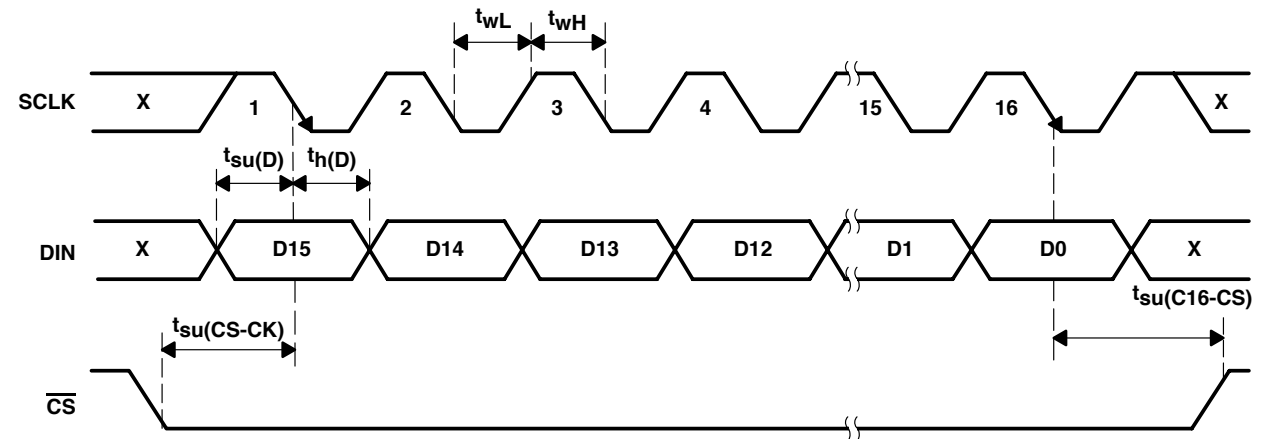 twL twH
SCLK X 1 2 3 4 15 16 X
tsu(D) th(D)
DIN X D15 D14 D13 D12 D1 D0 X
tsu(C16-CS)
tsu(CS-CK)
C̅S̅